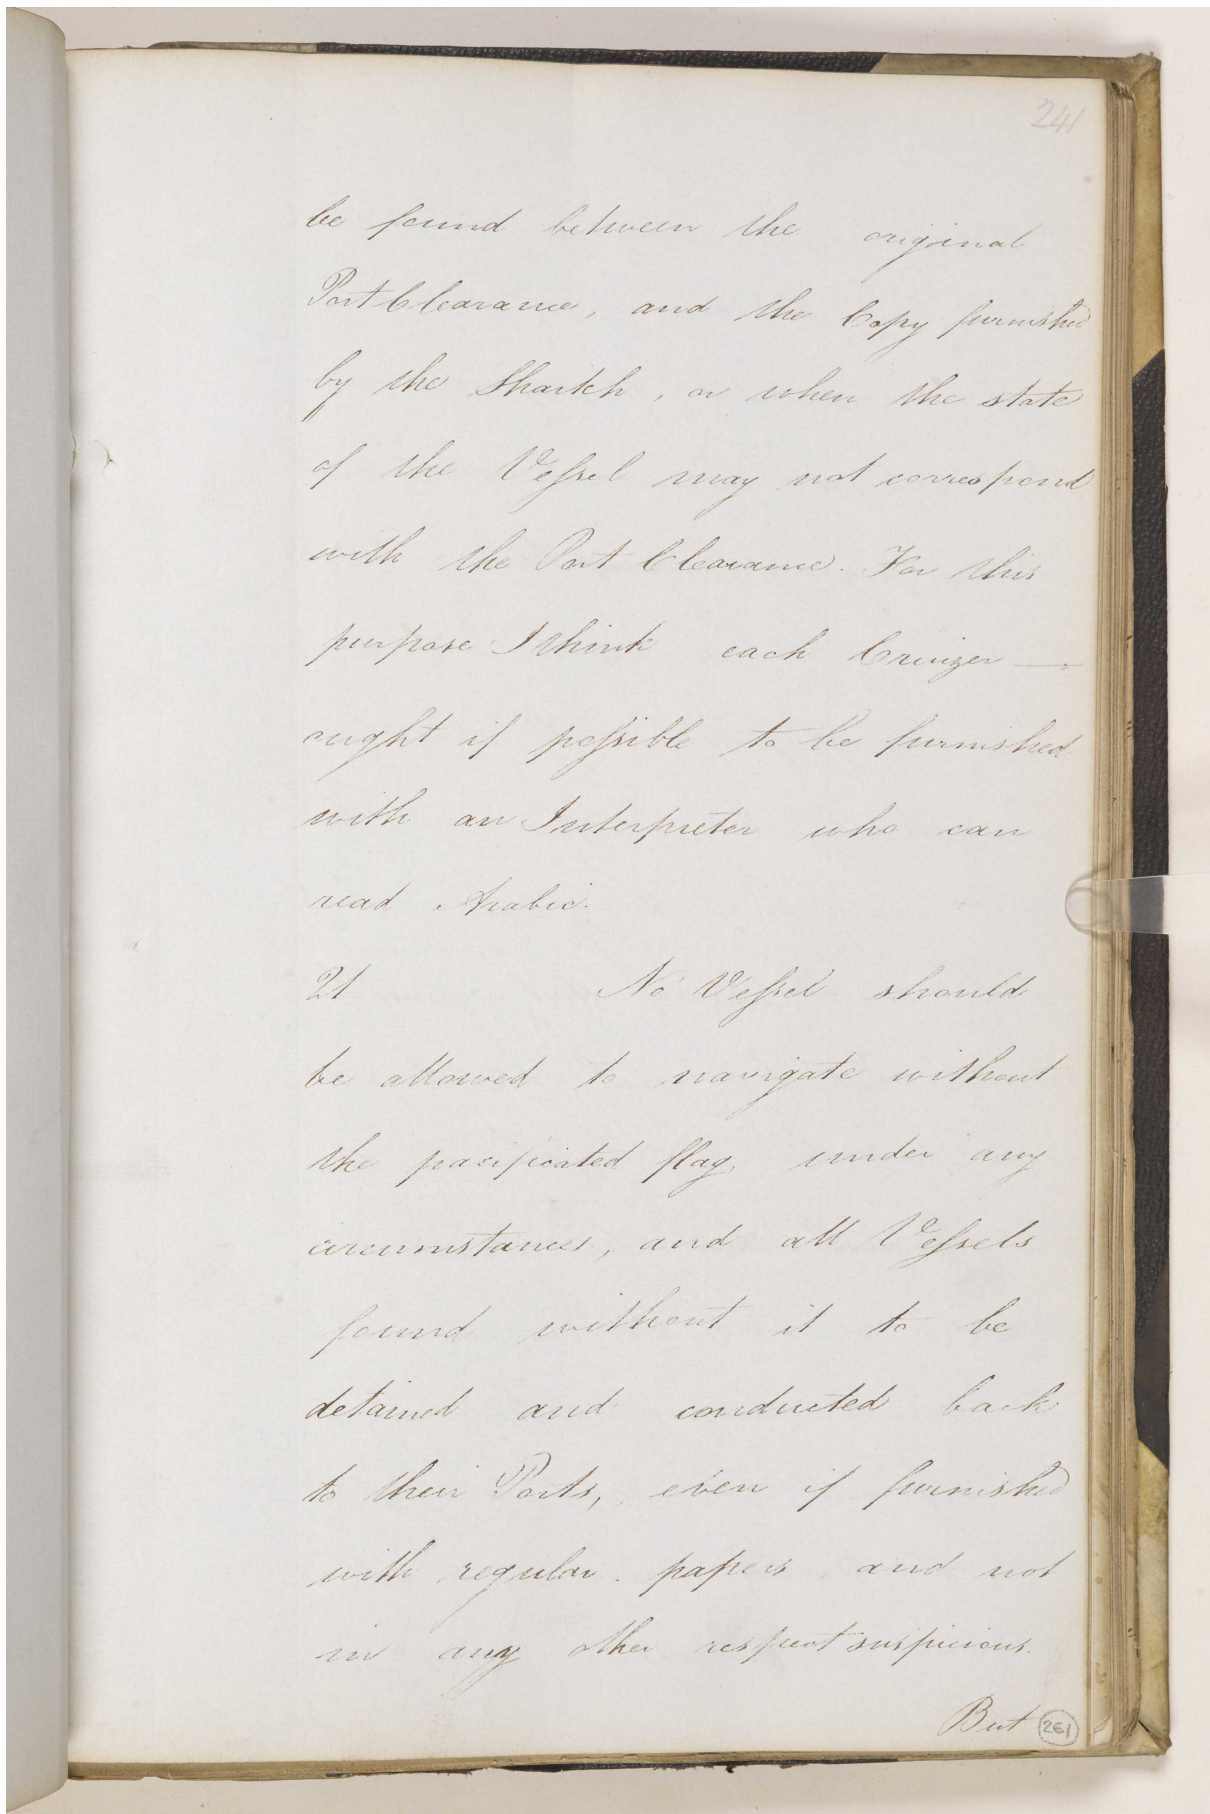 241
be found between the original
Port Clearance, and the Copy furnished
by the Shaikh, or when the state
of the Veſsel may not correspond
with the Port Clearance. For this
purpose I think each Cruizer —
ought if poſsible to be furnished
with an Interpreter who can
read Arabic.
21 No Veſsel should
be allowed to navigate without
the pacificated flag, under any
circumstances, and all Veſsels
found without it to be
detained and conducted back
to their Ports, even if furnished
with regular papers, and not
in any other respect suspicious.
But
261